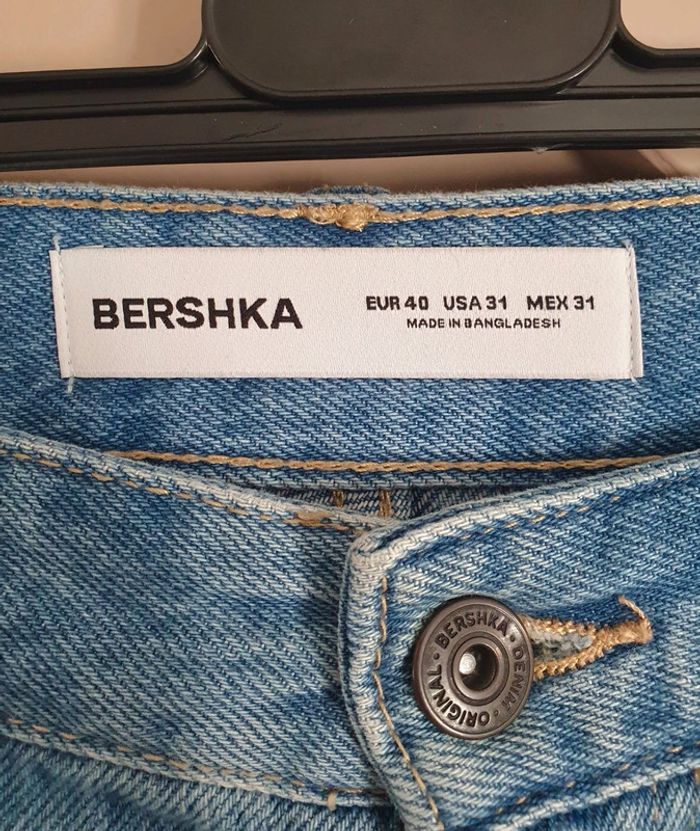 BERSHKA
EUR 40 USA 31 MEX 31
MADE IN BANGLADESH
BERSHKA · DENIM · ORIGINAL ·